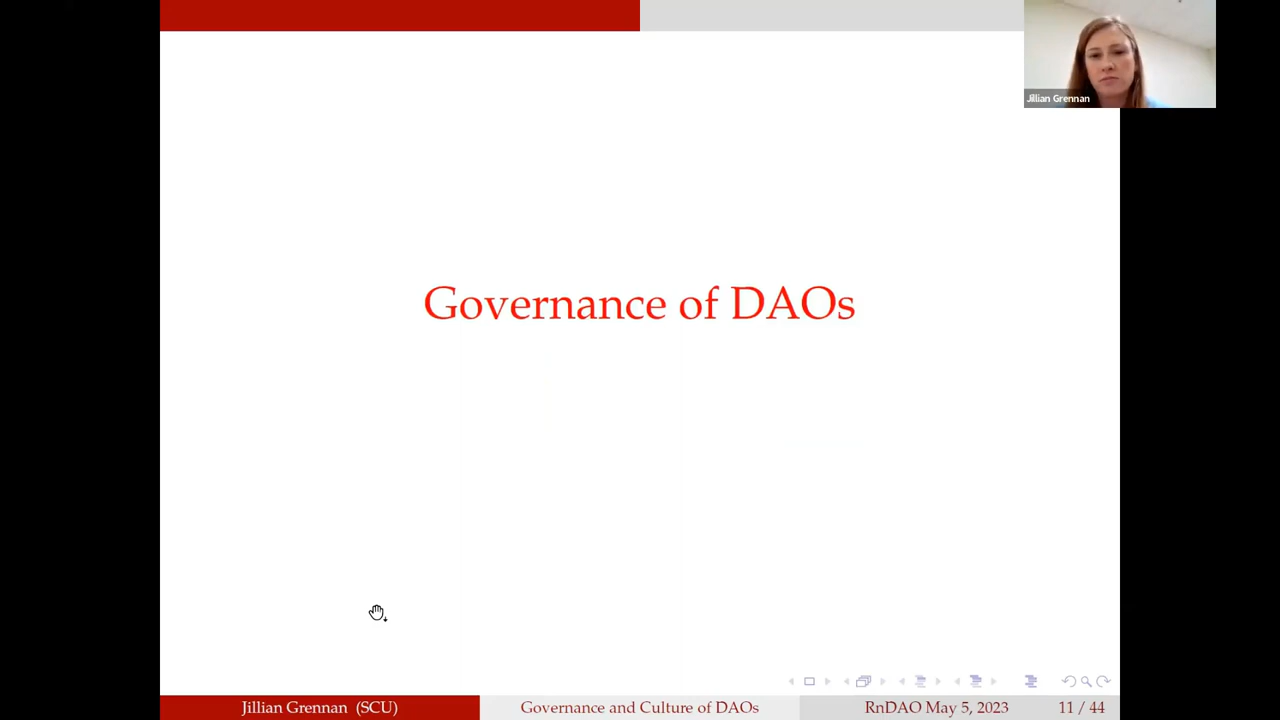 Jillian Grennan
Governance of DAOs
Jillian Grennan (SCU)
Governance and Culture of DAOs
RnDAO May 5, 2023
11 / 44